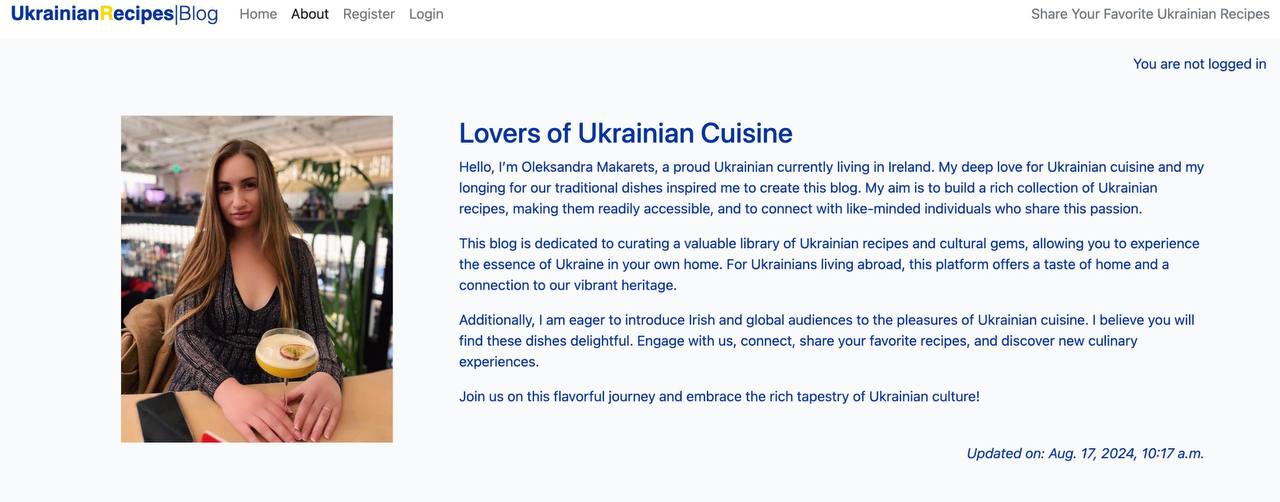 UkrainianRecipes|Blog Home About Register Login Share Your Favorite Ukrainian Recipes
You are not logged in
Lovers of Ukrainian Cuisine
Hello, I'm Oleksandra Makarets, a proud Ukrainian currently living in Ireland. My deep love for Ukrainian cuisine and my
longing for our traditional dishes inspired me to create this blog. My aim is to build a rich collection of Ukrainian
recipes, making them readily accessible, and to connect with like-minded individuals who share this passion.
This blog is dedicated to curating a valuable library of Ukrainian recipes and cultural gems, allowing you to experience
the essence of Ukraine in your own home. For Ukrainians living abroad, this platform offers a taste of home and a
connection to our vibrant heritage.
Additionally, I am eager to introduce Irish and global audiences to the pleasures of Ukrainian cuisine. I believe you will
find these dishes delightful. Engage with us, connect, share your favorite recipes, and discover new culinary
experiences.
Join us on this flavorful journey and embrace the rich tapestry of Ukrainian culture!
Updated on: Aug. 17, 2024, 10:17 a.m.